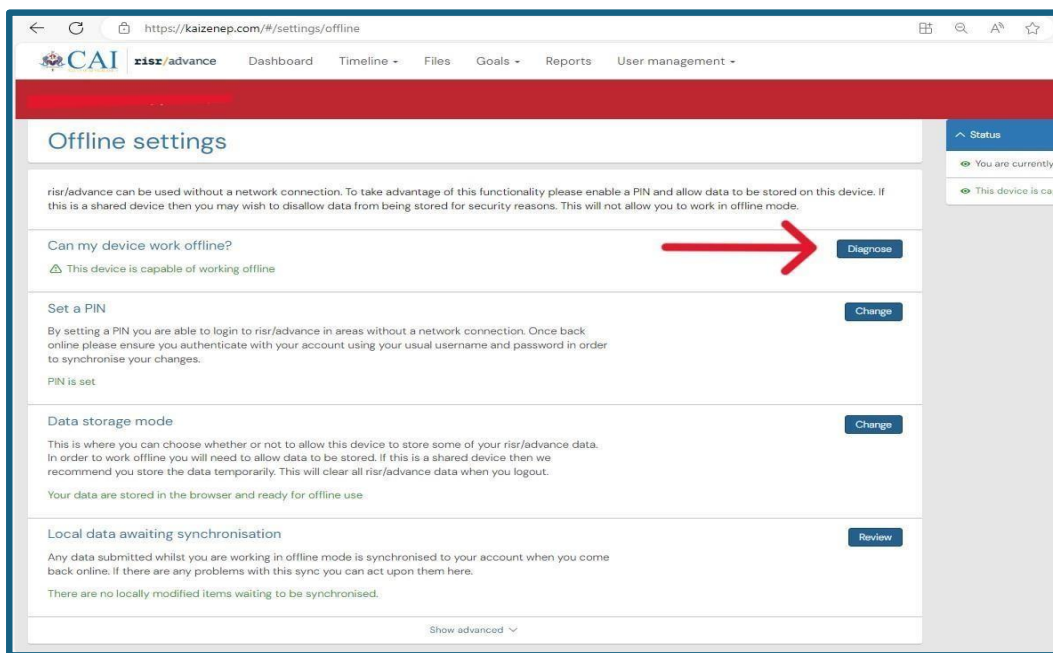 https://kaizenep.com/#/settings/offline
CAI risr/advance Dashboard Timeline Files Goals Reports User management
Offline settings
Status
You are currently
risr/advance can be used without a network connection. To take advantage of this functionality please enable a PIN and allow data to be stored on this device. If
this is a shared device then you may wish to disallow data from being stored for security reasons. This will not allow you to work in offline mode.
This device is ca
Can my device work offline?
Diagnose
This device is capable of working offline
Set a PIN
Change
By setting a PIN you are able to login to risr/advance in areas without a network connection. Once back
online please ensure you authenticate with your account using your usual username and password in order
to synchronise your changes.
PIN is set
Data storage mode
Change
This is where you can choose whether or not to allow this device to store some of your risr/advance data.
In order to work offline you will need to allow data to be stored. If this is a shared device then we
recommend you store the data temporarily. This will clear all risr/advance data when you logout.
Your data are stored in the browser and ready for offline use
Local data awaiting synchronisation
Review
Any data submitted whilst you are working in offline mode is synchronised to your account when you come
back online. If there are any problems with this sync you can act upon them here.
There are no locally modified items waiting to be synchronised.
Show advanced